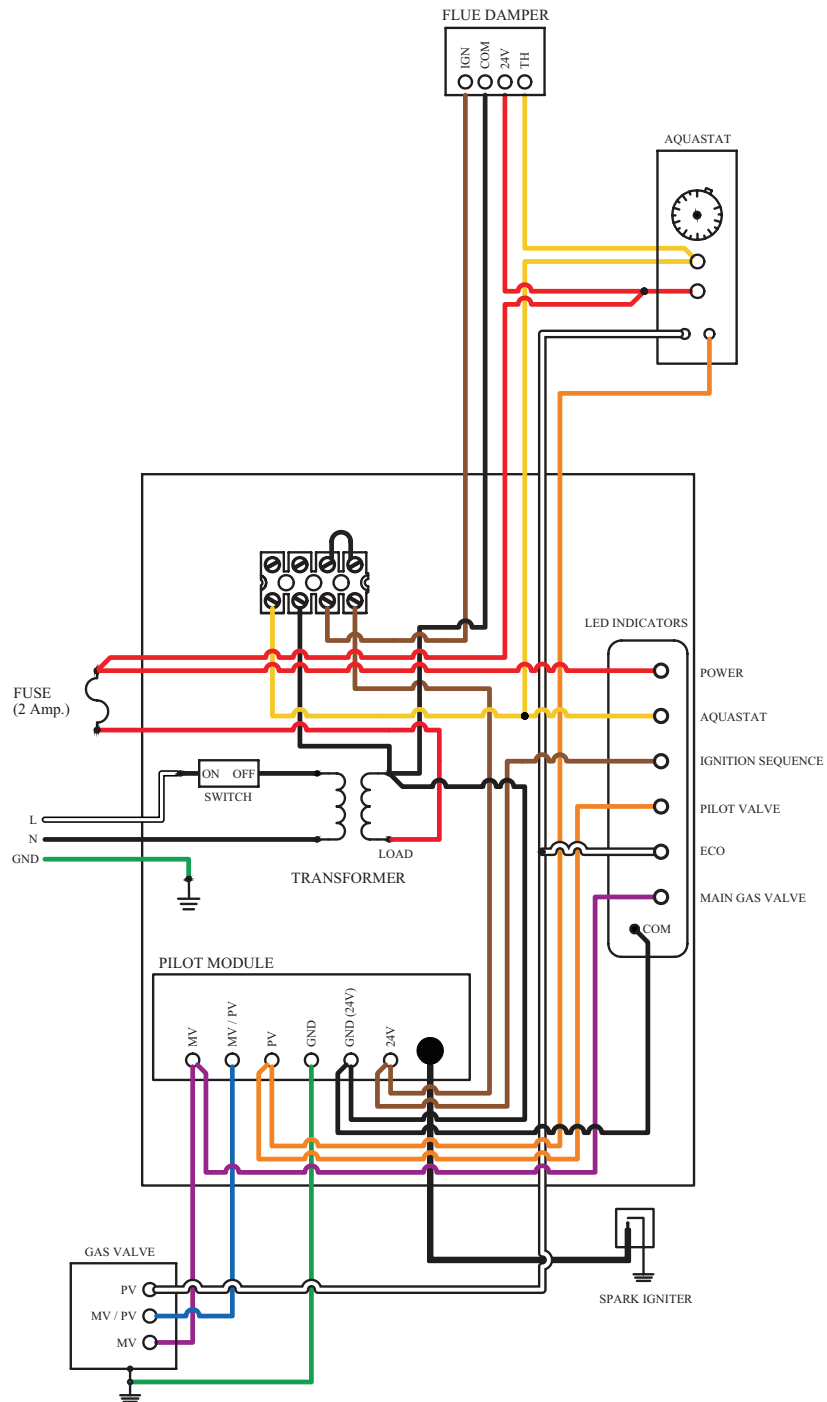 FLUE DAMPER
IGN
COM
24V
TH
AQUASTAT
LED INDICATORS
POWER
AQUASTAT
IGNITION SEQUENCE
PILOT VALVE
ECO
MAIN GAS VALVE
COM
FUSE
(2 Amp.)
ON OFF
SWITCH
L
N
GND
LOAD
TRANSFORMER
PILOT MODULE
MV
MV / PV
PV
GND
GND (24V)
24V
GAS VALVE
PV
MV / PV
MV
SPARK IGNITER